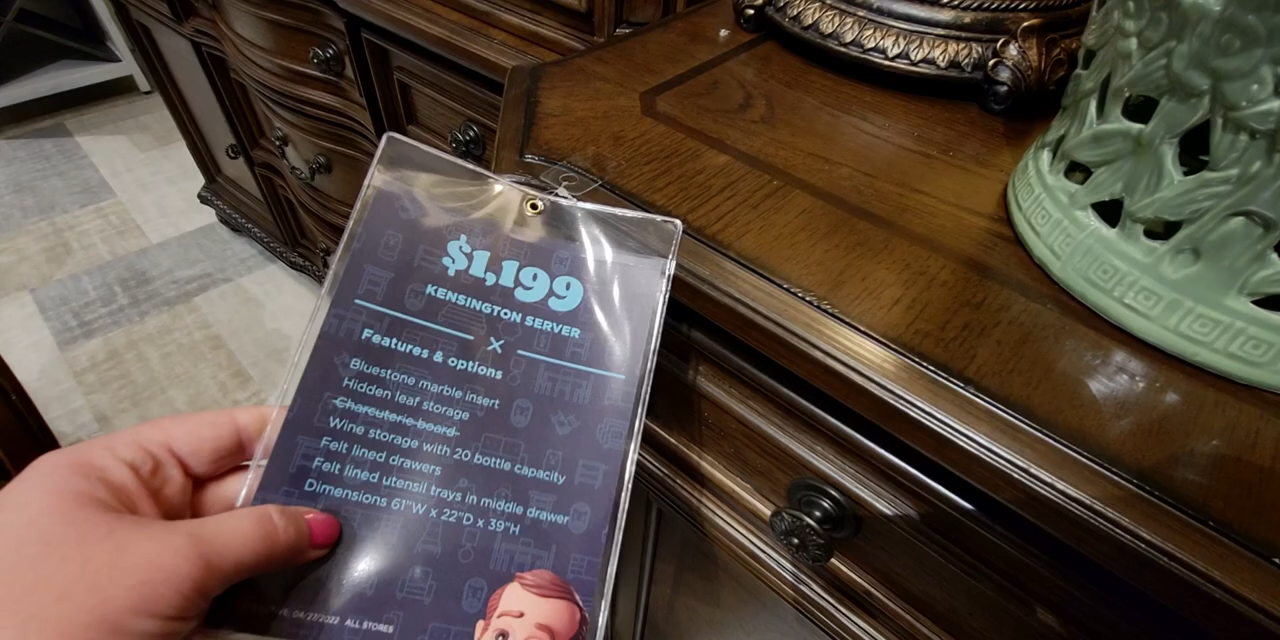 $1,199
KENSINGTON SERVER
Features & options
Bluestone marble insert
Hidden leaf storage
Charcuterie board
Wine storage with 20 bottle capacity
Felt lined drawers
Felt lined utensil trays in middle drawer
Dimensions 61"W x 22"D x 39"H
04/27/2022 ALL STORES